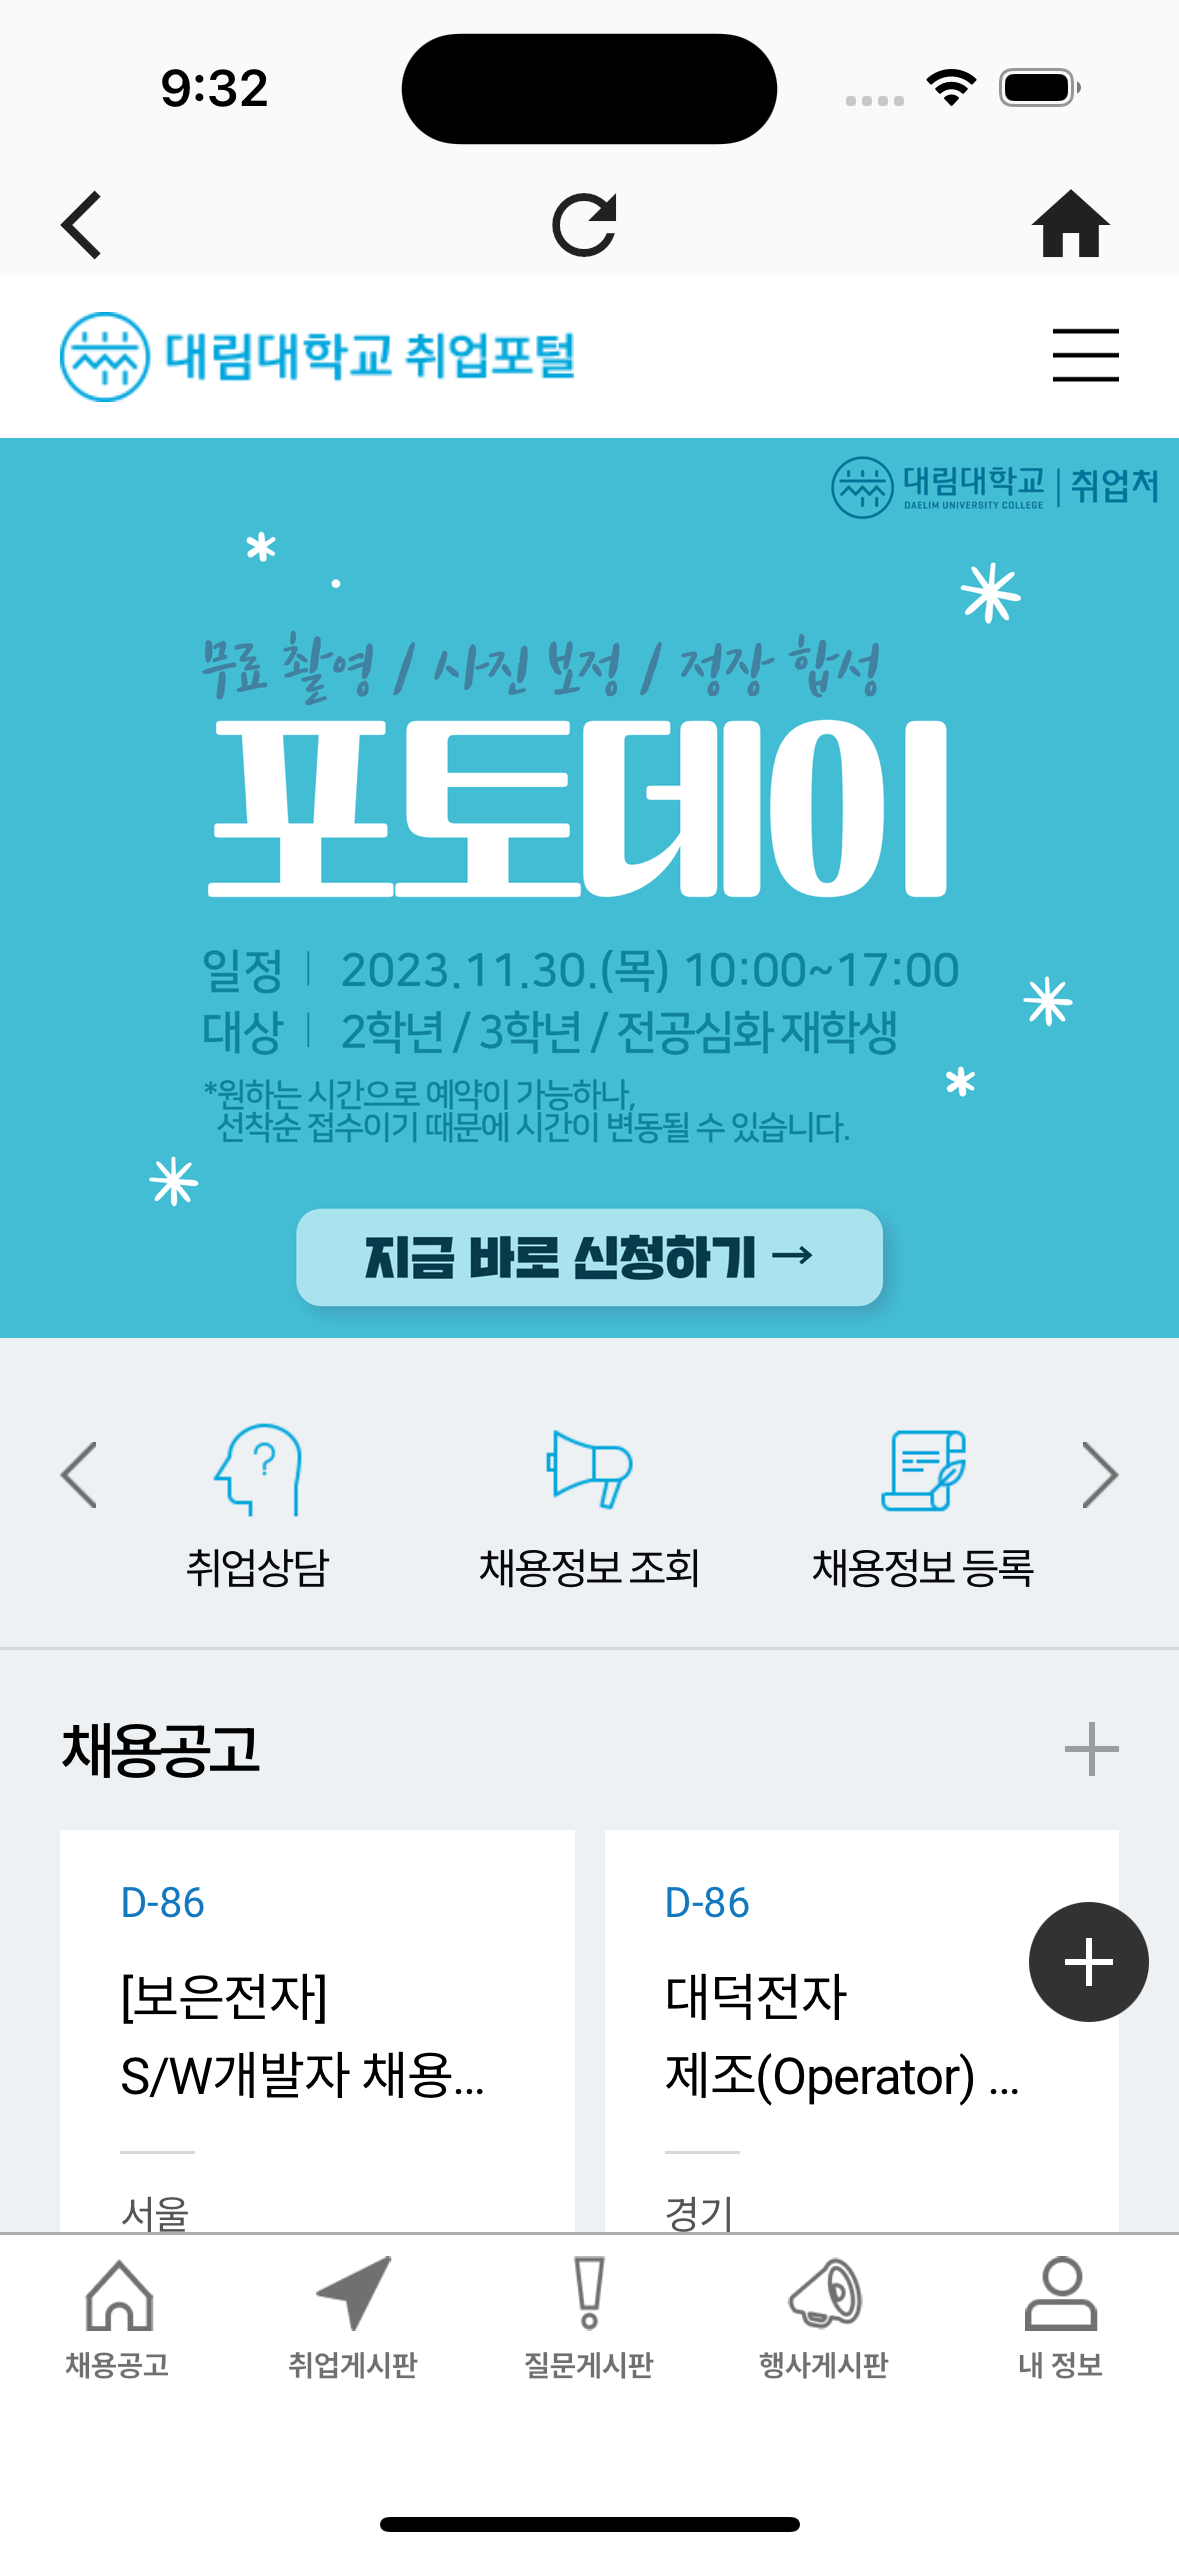 9:32
대림대학교 취업포털
대림대학교 | 취업처
DAELIM UNIVERSITY COLLEGE
무료 촬영 / 사진 보정 / 정장 합성
포토데이
일정 | 2023.11.30.(목) 10:00~17:00
대상 | 2학년 / 3학년 / 전공심화 재학생
*원하는 시간으로 예약이 가능하나,
선착순 접수이기 때문에 시간이 변동될 수 있습니다.
지금 바로 신청하기 →
취업상담
채용정보 조회
채용정보 등록
채용공고
D-86
[보은전자]
S/W개발자 채용...
서울
D-86
대덕전자
제조(Operator) ...
경기
채용공고
취업게시판
질문게시판
행사게시판
내 정보